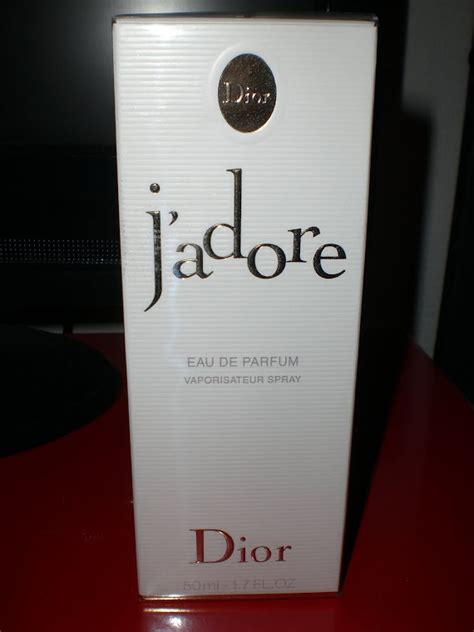 Dior
j'adore
EAU DE PARFUM
VAPORISATEUR SPRAY
Dior
50ml - 1.7 FL.OZ